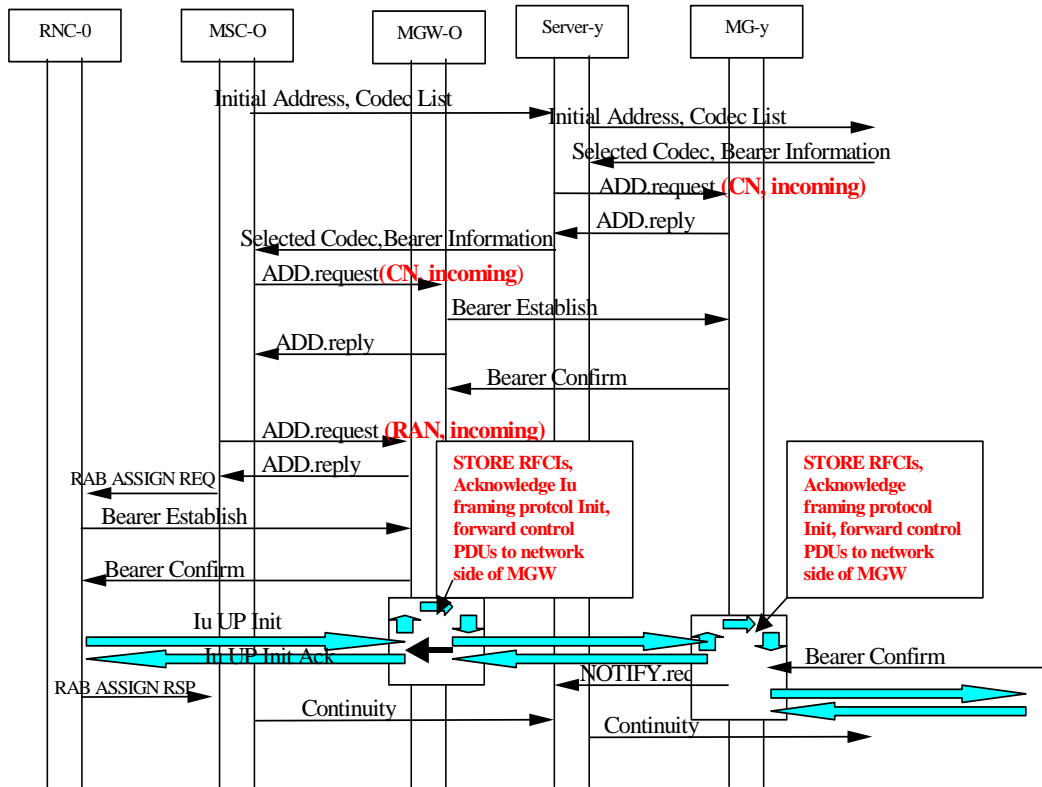 RNC-0
MSC-O
MGW-O
Server-y
MG-y
Initial Address, Codec List
Initial Address, Codec List
Selected Codec, Bearer Information
ADD.request (CN, incoming)
ADD.reply
Selected Codec,Bearer Information
ADD.request(CN, incoming)
Bearer Establish
ADD.reply
Bearer Confirm
ADD.request (RAN, incoming)
ADD.reply
RAB ASSIGN REQ
Bearer Establish
Bearer Confirm
STORE RFCIs,
Acknowledge Iu
framing protcol Init,
forward control
PDUs to network
side of MGW
STORE RFCIs,
Acknowledge
framing protocol
Init, forward control
PDUs to network
side of MGW
Iu UP Init
Iu UP Init Ack
Bearer Confirm
RAB ASSIGN RSP
NOTIFY.req
Continuity
Continuity